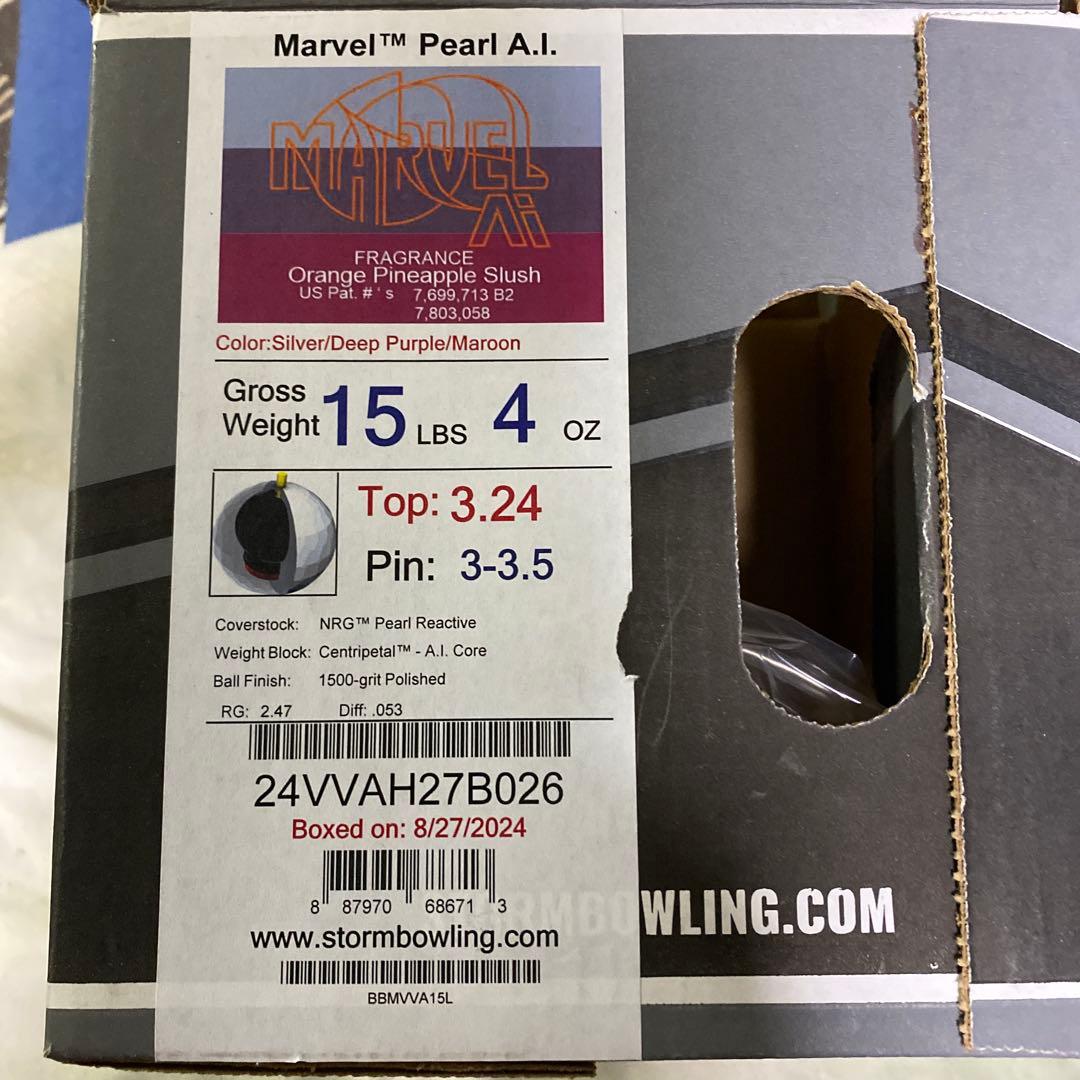 Marvel™ Pearl A.I.
MARVEL
Ai
FRAGRANCE
Orange Pineapple Slush
US Pat. # ' s 7,699,713 B2
7,803,058
Color:Silver/Deep Purple/Maroon
Gross Weight 15 LBS 4 OZ
Top: 3.24
Pin: 3-3.5
Coverstock: NRG™ Pearl Reactive
Weight Block: Centripetal™ - A.I. Core
Ball Finish: 1500-grit Polished
RG: 2.47 Diff: .053
24VVAH27B026
Boxed on: 8/27/2024
8 87970 68671 3
www.stormbowling.com
BBMVVA15L
STORMBOWLING.COM